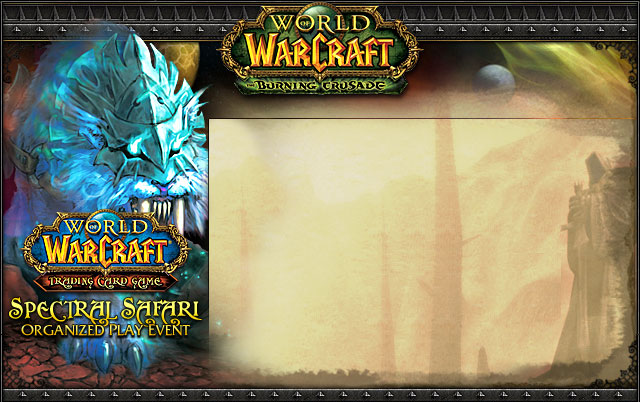 WORLD
OF
WARCRAFT
THE BURNING CRUSADE
WORLD
OF
WARCRAFT
TRADING CARD GAME
SPECTRAL SAFARI
ORGANIZED PLAY EVENT